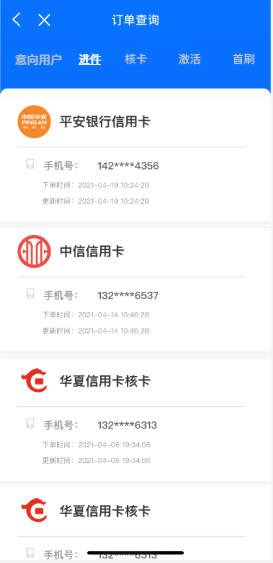 订单查询
意向用户 进件 核卡 激活 首刷
中国平安
PINGAN
平安银行信用卡
手机号： 142****4356
下单时间：2021-04-19 10:24:29
更新时间：2021-04-19 10:24:29
中信信用卡
手机号： 132****6537
下单时间：2021-04-14 10:46:28
更新时间：2021-04-14 10:46:28
华夏信用卡核卡
手机号： 132****6313
下单时间：2021-04-06 19:04:06
更新时间：2021-04-06 19:04:06
华夏信用卡核卡
手机号： 132****6313